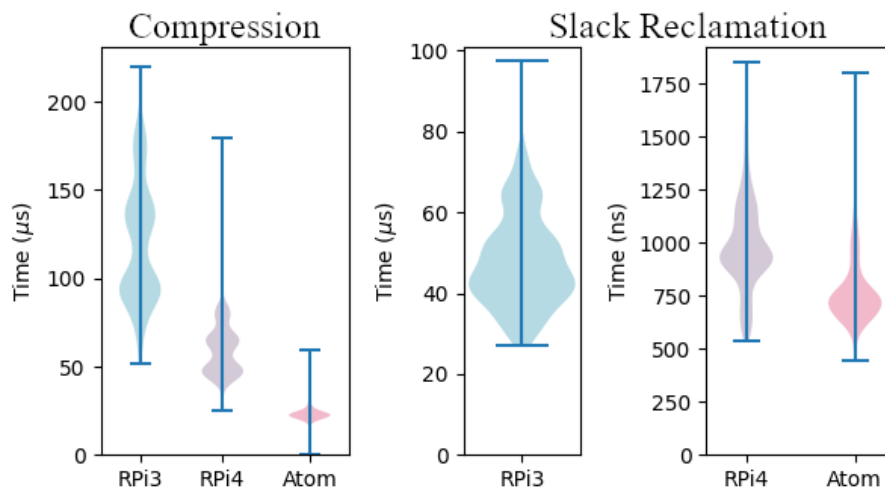 Compression
Slack Reclamation
Time (μs)
200
150
100
50
0
RPi3
RPi4
Atom
Time (μs)
100
80
60
40
20
0
RPi3
Time (ns)
1750
1500
1250
1000
750
500
250
0
RPi4
Atom